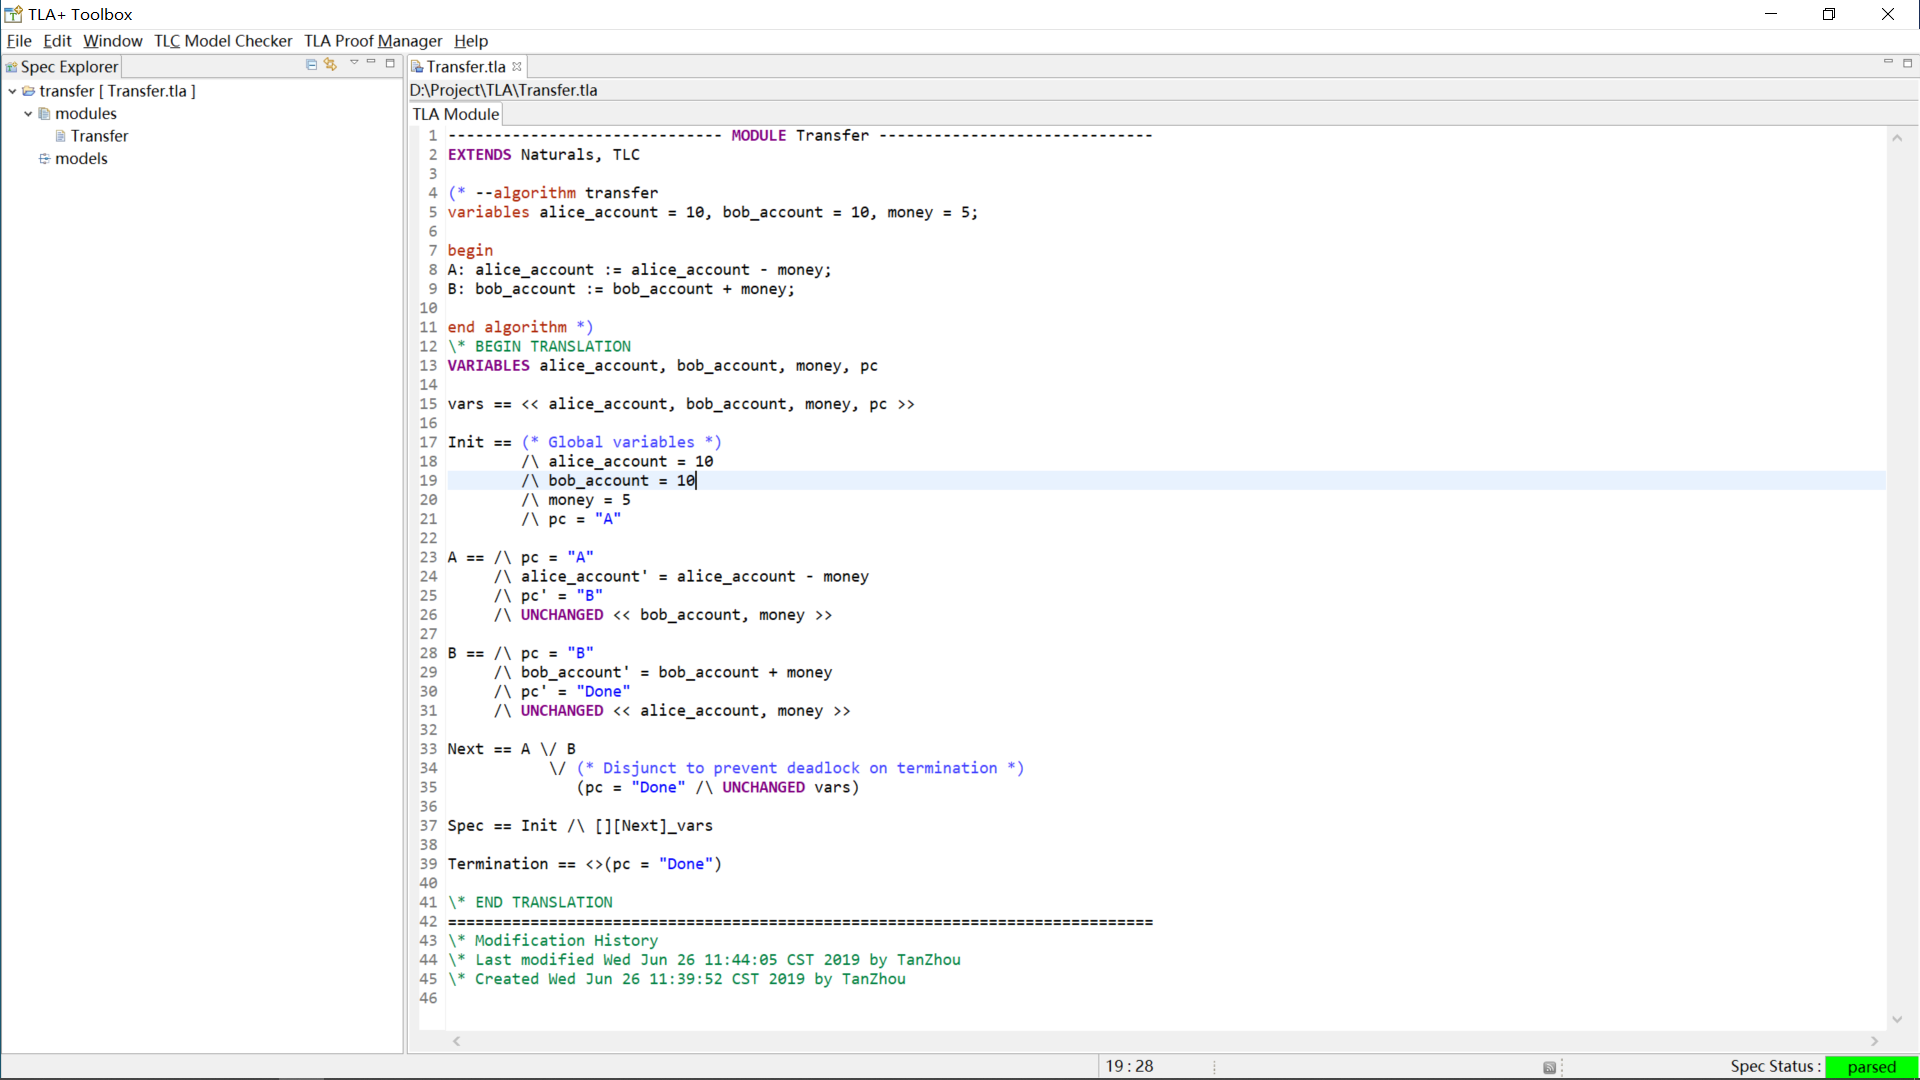 TLA+ Toolbox
File Edit Window TLC Model Checker TLA Proof Manager Help
Spec Explorer
transfer [ Transfer.tla ]
modules
Transfer
models
Transfer.tla
D:\Project\TLA\Transfer.tla
TLA Module
1 ------------------------------ MODULE Transfer ------------------------------
2 EXTENDS Naturals, TLC
3
4 (* --algorithm transfer
5 variables alice_account = 10, bob_account = 10, money = 5;
6
7 begin
8 A: alice_account := alice_account - money;
9 B: bob_account := bob_account + money;
10
11 end algorithm *)
12 \* BEGIN TRANSLATION
13 VARIABLES alice_account, bob_account, money, pc
14
15 vars == << alice_account, bob_account, money, pc >>
16
17 Init == (* Global variables *)
18         /\ alice_account = 10
19         /\ bob_account = 10
20         /\ money = 5
21         /\ pc = "A"
22
23 A == /\ pc = "A"
24      /\ alice_account' = alice_account - money
25      /\ pc' = "B"
26      /\ UNCHANGED << bob_account, money >>
27
28 B == /\ pc = "B"
29      /\ bob_account' = bob_account + money
30      /\ pc' = "Done"
31      /\ UNCHANGED << alice_account, money >>
32
33 Next == A \/ B
34            \/ (* Disjunct to prevent deadlock on termination *)
35               (pc = "Done" /\ UNCHANGED vars)
36
37 Spec == Init /\ [][Next]_vars
38
39 Termination == <>(pc = "Done")
40
41 \* END TRANSLATION
42 =============================================================================
43 \* Modification History
44 \* Last modified Wed Jun 26 11:44:05 CST 2019 by TanZhou
45 \* Created Wed Jun 26 11:39:52 CST 2019 by TanZhou
46
19 : 28
Spec Status : parsed